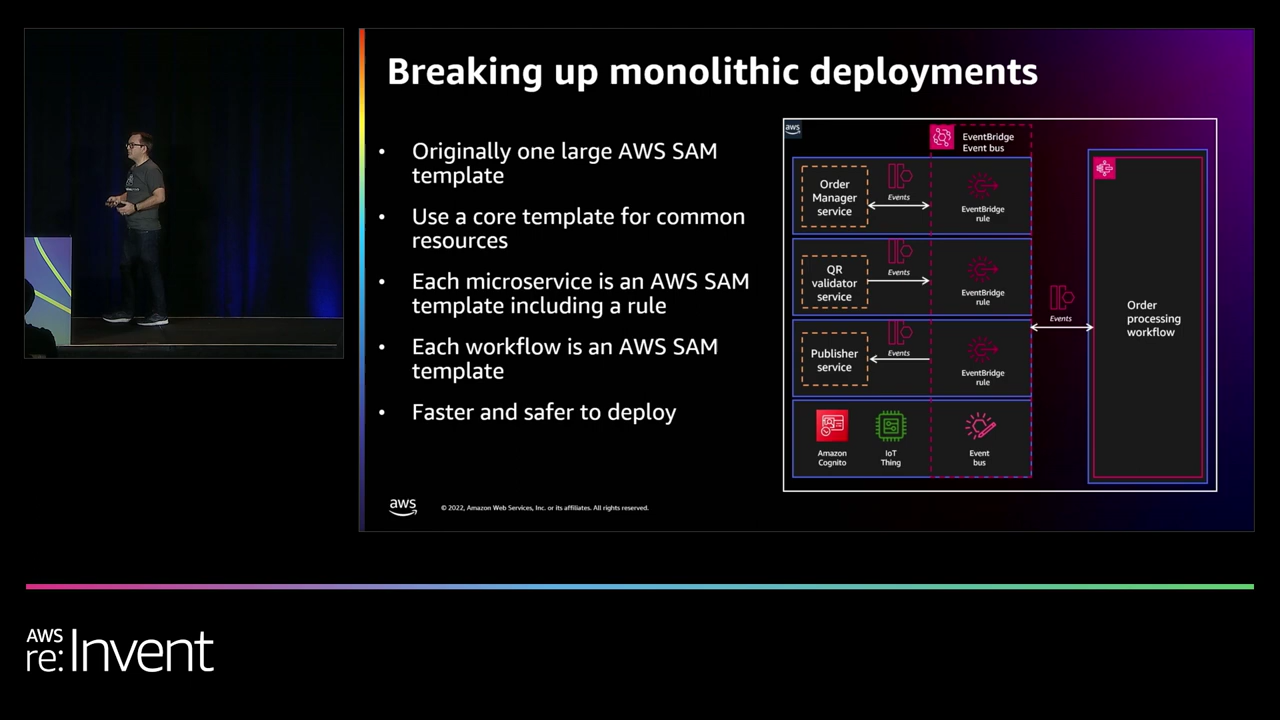 Breaking up monolithic deployments
• Originally one large AWS SAM
template
• Use a core template for common
resources
• Each microservice is an AWS SAM
template including a rule
• Each workflow is an AWS SAM
template
• Faster and safer to deploy
aws
EventBridge
Event bus
Order
Manager
service
Events
EventBridge
rule
QR
validator
service
Events
EventBridge
rule
Publisher
service
Events
EventBridge
rule
Amazon
Cognito
IoT
Thing
Event
bus
Events
Order
processing
workflow
aws
© 2022, Amazon Web Services, Inc. or its affiliates. All rights reserved.
AWS
re:Invent